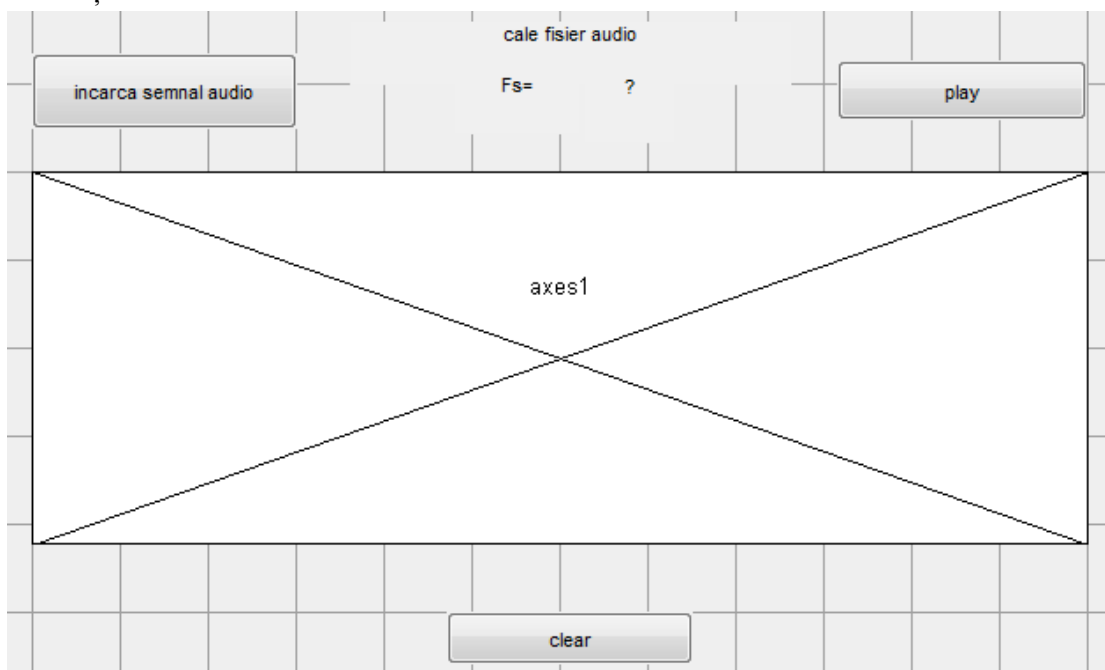 cale fisier audio
incarca semnal audio
Fs= ?
play
axes1
clear